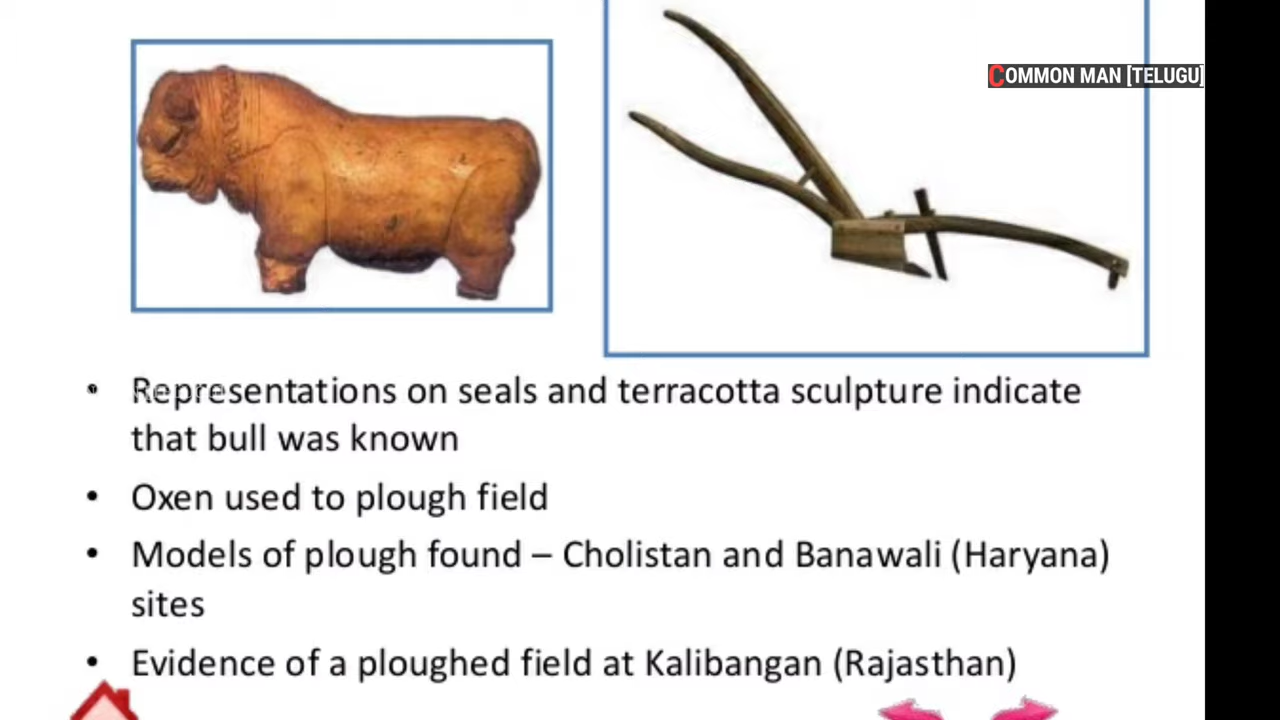 COMMON MAN [TELUGU]
• Representations on seals and terracotta sculpture indicate
that bull was known
• Oxen used to plough field
• Models of plough found – Cholistan and Banawali (Haryana)
sites
• Evidence of a ploughed field at Kalibangan (Rajasthan)